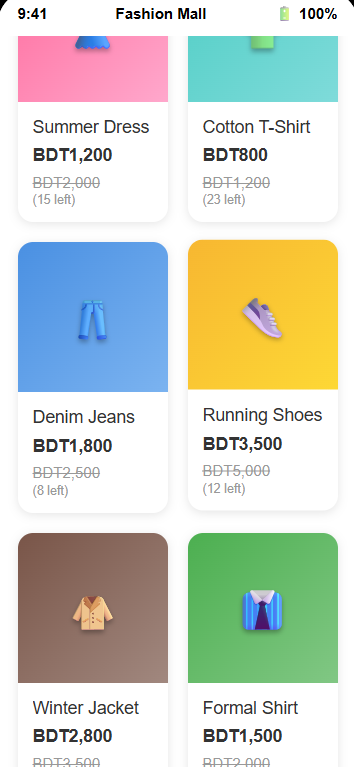 9:41 Fashion Mall 100%
Summer Dress
BDT1,200
BDT2,000
(15 left)
Cotton T-Shirt
BDT800
BDT1,200
(23 left)
Denim Jeans
BDT1,800
BDT2,500
(8 left)
Running Shoes
BDT3,500
BDT5,000
(12 left)
Winter Jacket
BDT2,800
BDT3,500
Formal Shirt
BDT1,500
BDT2,000